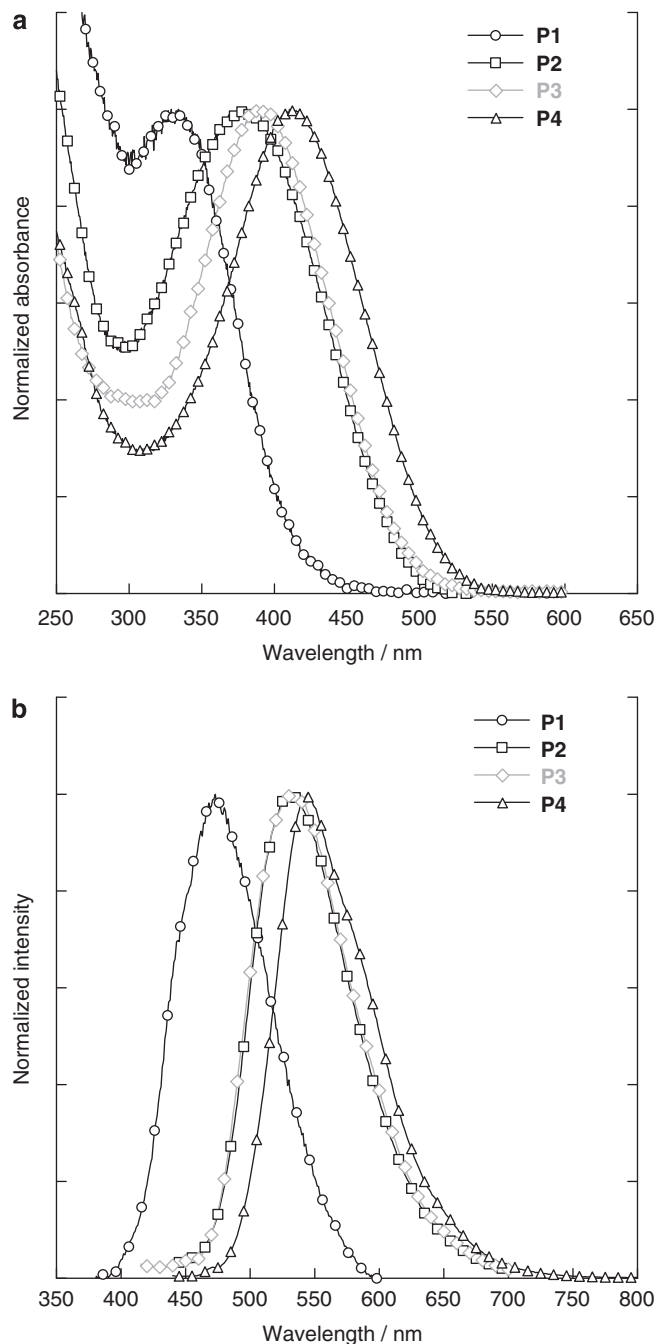 a
P1
P2
P3
P4
Normalized absorbance
250 300 350 400 450 500 550 600 650
Wavelength / nm
b
P1
P2
P3
P4
Normalized intensity
350 400 450 500 550 600 650 700 800
Wavelength / nm